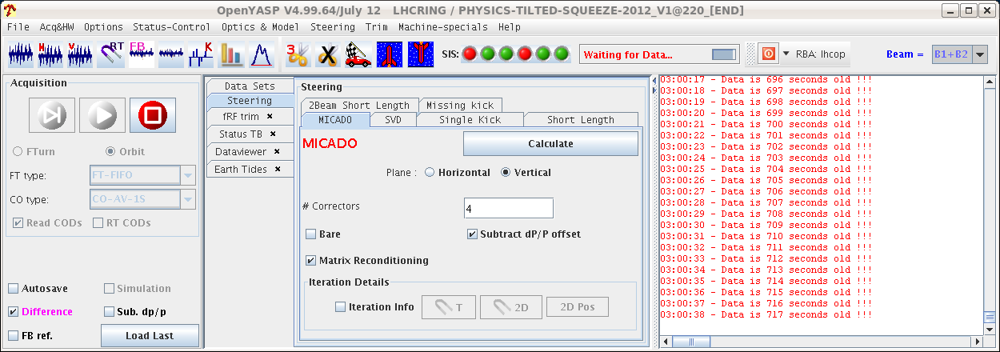 OpenYASP V4.99.64/July 12 LHCRING / PHYSICS-TILTED-SQUEEZE-2012_V1@220_[END]
File Acq&HW Options Status-Control Optics & Model Steering Trim Machine-specials Help
H V RT FB K 3 X SIS: Waiting for Data... RBA: lhcop Beam = B1+B2
Acquisition
FTurn Orbit
FT type: FT-FIFO
CO type: CO-AV-1S
Read CODs RT CODs
Autosave Simulation
Difference Sub. dp/p
FB ref. Load Last
Data Sets
Steering
fRF trim ×
Status TB ×
Dataviewer ×
Earth Tides ×
Steering
2Beam Short Length Missing kick
MICADO SVD Single Kick Short Length
MICADO Calculate
Plane : Horizontal Vertical
# Correctors 4
Bare Subtract dP/P offset
Matrix Reconditioning
Iteration Details
Iteration Info T 2D 2D Pos
03:00:17 - Data is 696 seconds old !!!
03:00:18 - Data is 697 seconds old !!!
03:00:19 - Data is 698 seconds old !!!
03:00:20 - Data is 699 seconds old !!!
03:00:21 - Data is 700 seconds old !!!
03:00:22 - Data is 701 seconds old !!!
03:00:23 - Data is 702 seconds old !!!
03:00:24 - Data is 703 seconds old !!!
03:00:25 - Data is 704 seconds old !!!
03:00:26 - Data is 705 seconds old !!!
03:00:27 - Data is 706 seconds old !!!
03:00:28 - Data is 707 seconds old !!!
03:00:29 - Data is 708 seconds old !!!
03:00:30 - Data is 709 seconds old !!!
03:00:31 - Data is 710 seconds old !!!
03:00:32 - Data is 711 seconds old !!!
03:00:33 - Data is 712 seconds old !!!
03:00:34 - Data is 713 seconds old !!!
03:00:35 - Data is 714 seconds old !!!
03:00:36 - Data is 715 seconds old !!!
03:00:37 - Data is 716 seconds old !!!
03:00:38 - Data is 717 seconds old !!!